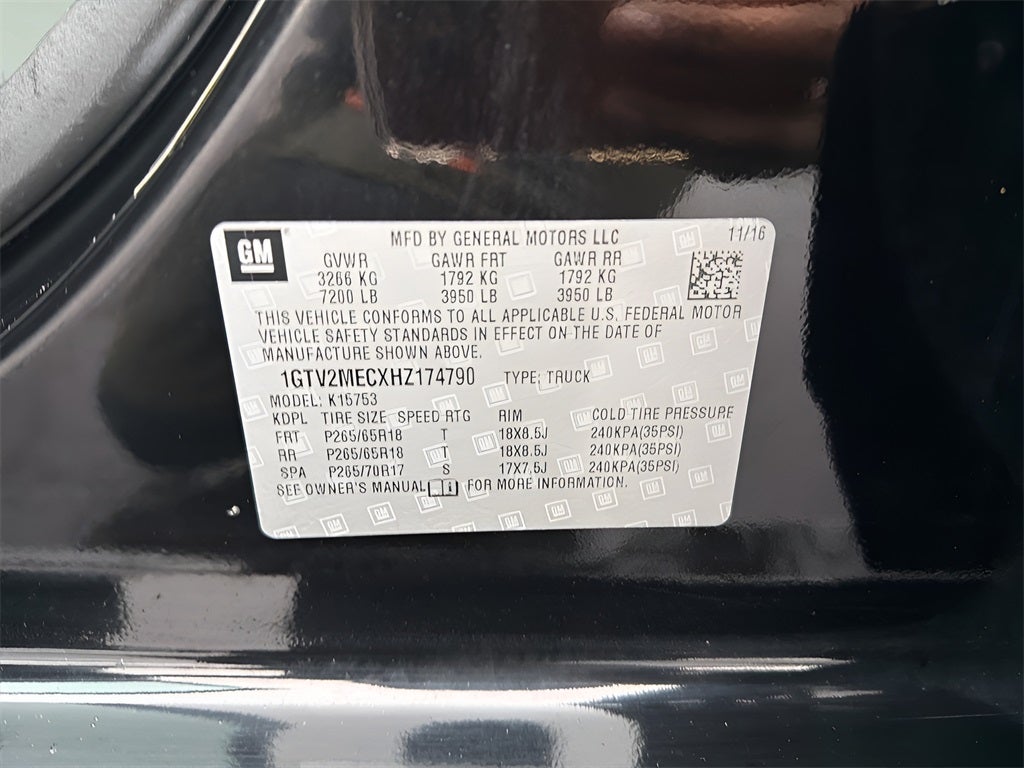 GM
MFD BY GENERAL MOTORS LLC 11/16
GVWR GAWR FRT GAWR RR
3266 KG 1792 KG 1792 KG
7200 LB 3950 LB 3950 LB
THIS VEHICLE CONFORMS TO ALL APPLICABLE U.S. FEDERAL MOTOR
VEHICLE SAFETY STANDARDS IN EFFECT ON THE DATE OF
MANUFACTURE SHOWN ABOVE.
1GTV2MECXHZ174790 TYPE: TRUCK
MODEL: K15753
KDPL TIRE SIZE SPEED RTG RIM COLD TIRE PRESSURE
FRT P265/65R18 T 18X8.5J 240KPA(35PSI)
RR P265/65R18 T 18X8.5J 240KPA(35PSI)
SPA P265/70R17 S 17X7.5J 240KPA(35PSI)
SEE OWNER'S MANUAL FOR MORE INFORMATION.